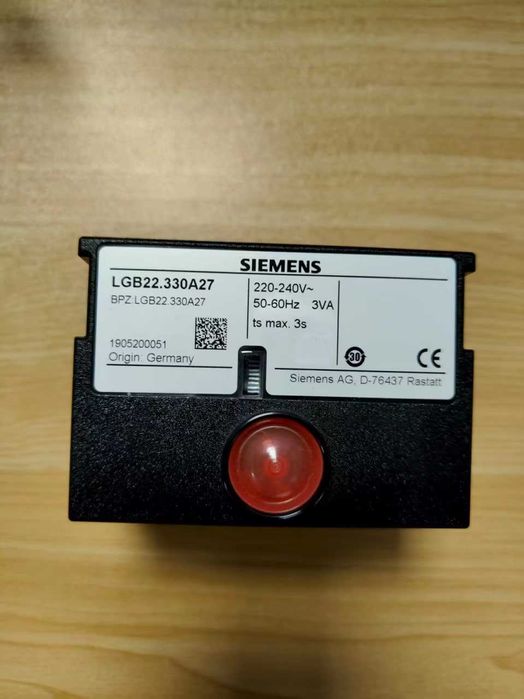 SIEMENS
LGB22.330A27
BPZ.LGB22.330A27
220-240V~
50-60Hz 3VA
ts max. 3s
1905200051
Origin: Germany
30
CE
Siemens AG, D-76437 Rastatt